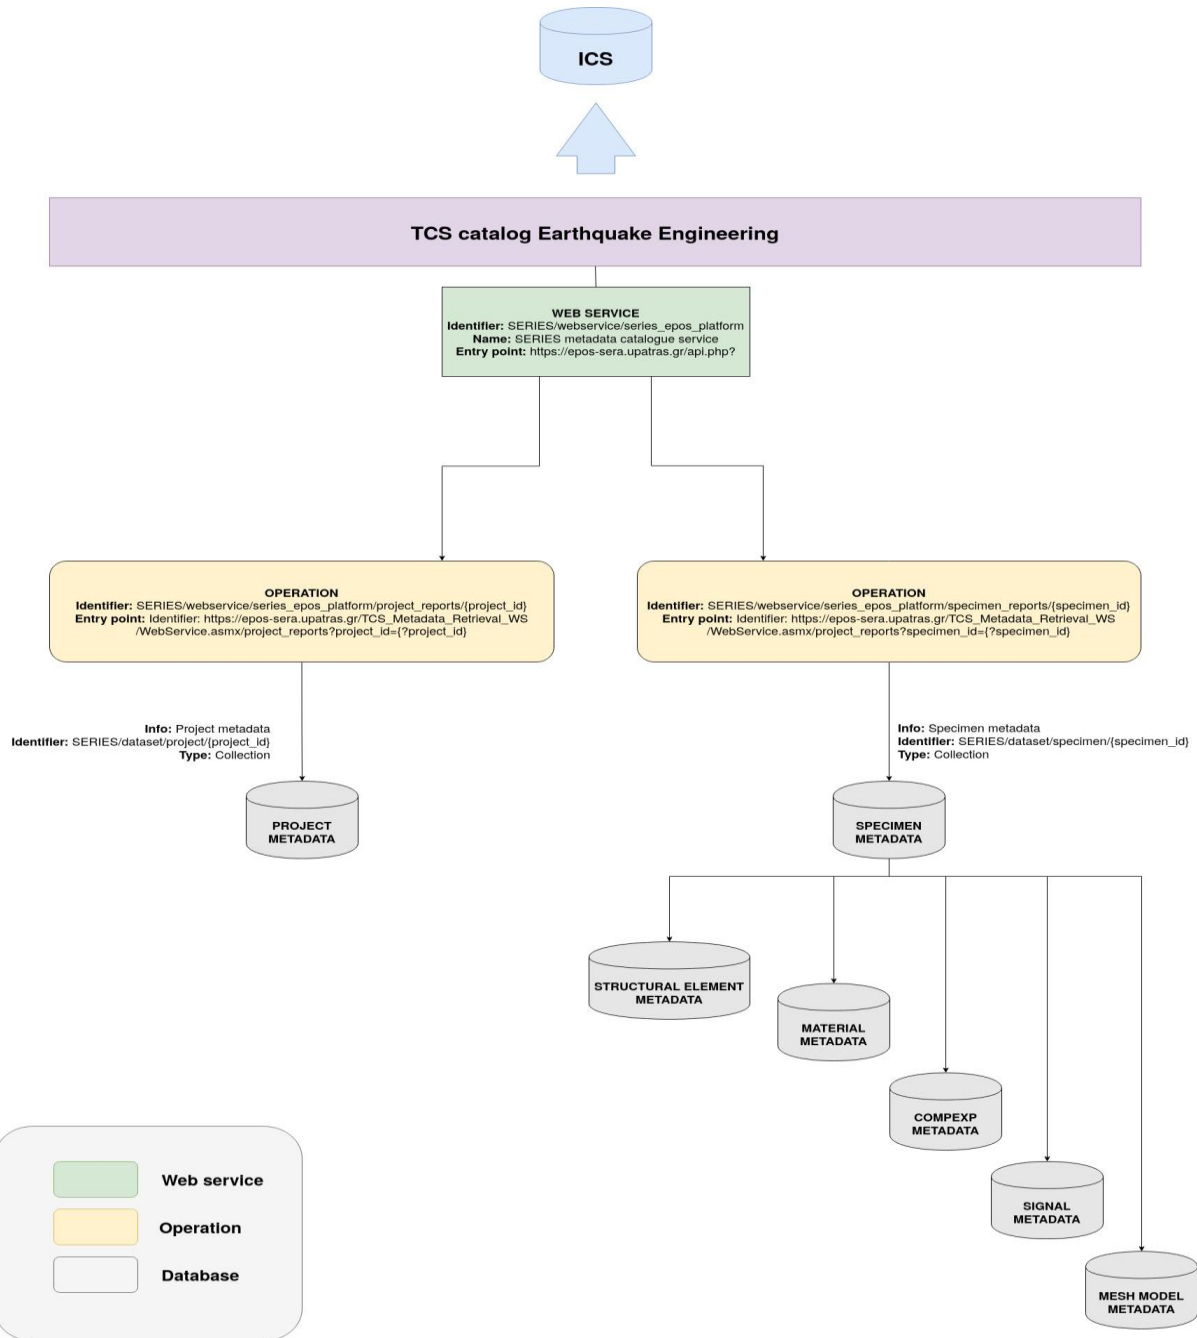 ICS
TCS catalog Earthquake Engineering
WEB SERVICE
Identifier: SERIES/webservice/series_epos_platform
Name: SERIES metadata catalogue service
Entry point: https://epos-sera.upatras.gr/api.php?
OPERATION
Identifier: SERIES/webservice/series_epos_platform/project_reports/{project_id}
Entry point: Identifier: https://epos-sera.upatras.gr/TCS_Metadata_Retrieval_WS
/WebService.asmx/project_reports?project_id={?project_id}
OPERATION
Identifier: SERIES/webservice/series_epos_platform/specimen_reports/{specimen_id}
Entry point: Identifier: https://epos-sera.upatras.gr/TCS_Metadata_Retrieval_WS
/WebService.asmx/project_reports?specimen_id={?specimen_id}
Info: Project metadata
Identifier: SERIES/dataset/project/{project_id}
Type: Collection
Info: Specimen metadata
Identifier: SERIES/dataset/specimen/{specimen_id}
Type: Collection
PROJECT
METADATA
SPECIMEN
METADATA
STRUCTURAL ELEMENT
METADATA
MATERIAL
METADATA
COMPEXP
METADATA
SIGNAL
METADATA
MESH MODEL
METADATA
Web service
Operation
Database